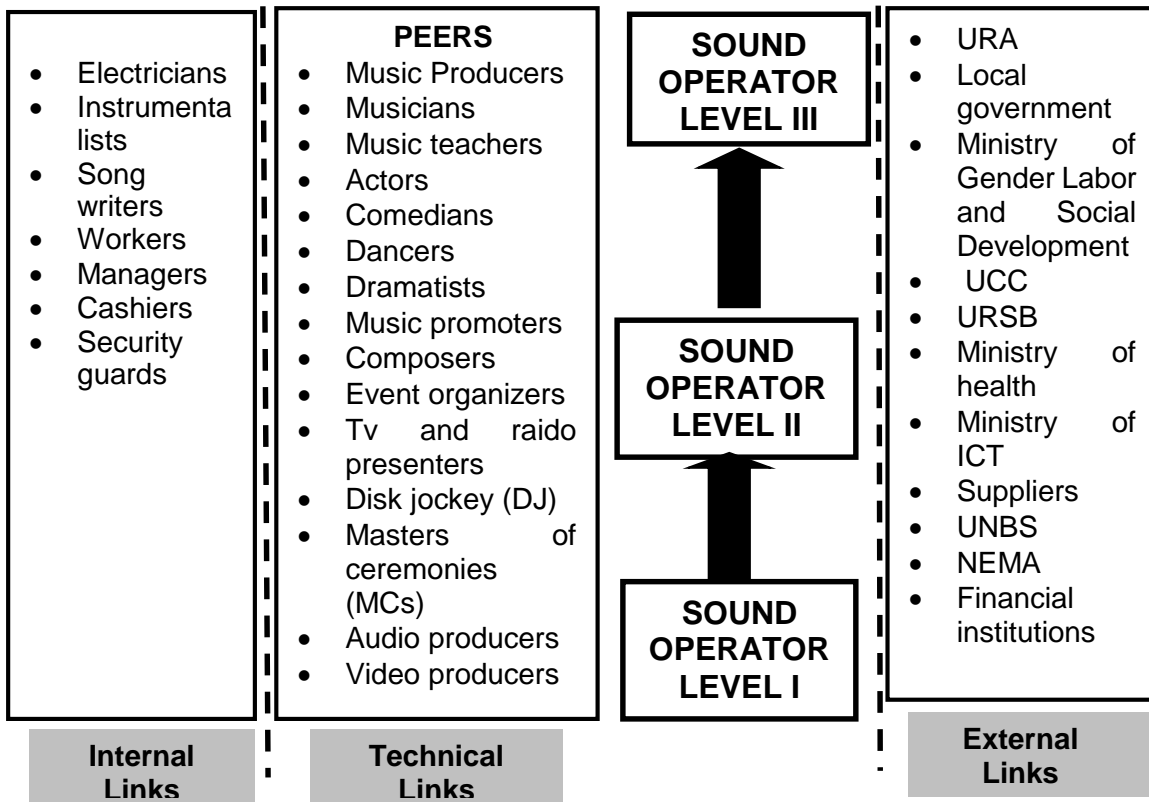 • Electricians
• Instrumenta
lists
• Song
writers
• Workers
• Managers
• Cashiers
• Security
guards
Internal
Links
PEERS
• Music Producers
• Musicians
• Music teachers
• Actors
• Comedians
• Dancers
• Dramatists
• Music promoters
• Composers
• Event organizers
• Tv and raido
presenters
• Disk jockey (DJ)
• Masters of
ceremonies
(MCs)
• Audio producers
• Video producers
Technical
Links
SOUND
OPERATOR
LEVEL III
SOUND
OPERATOR
LEVEL II
SOUND
OPERATOR
LEVEL I
• URA
• Local
government
• Ministry of
Gender Labor
and Social
Development
• UCC
• URSB
• Ministry of
health
• Ministry of
ICT
• Suppliers
• UNBS
• NEMA
• Financial
institutions
External
Links